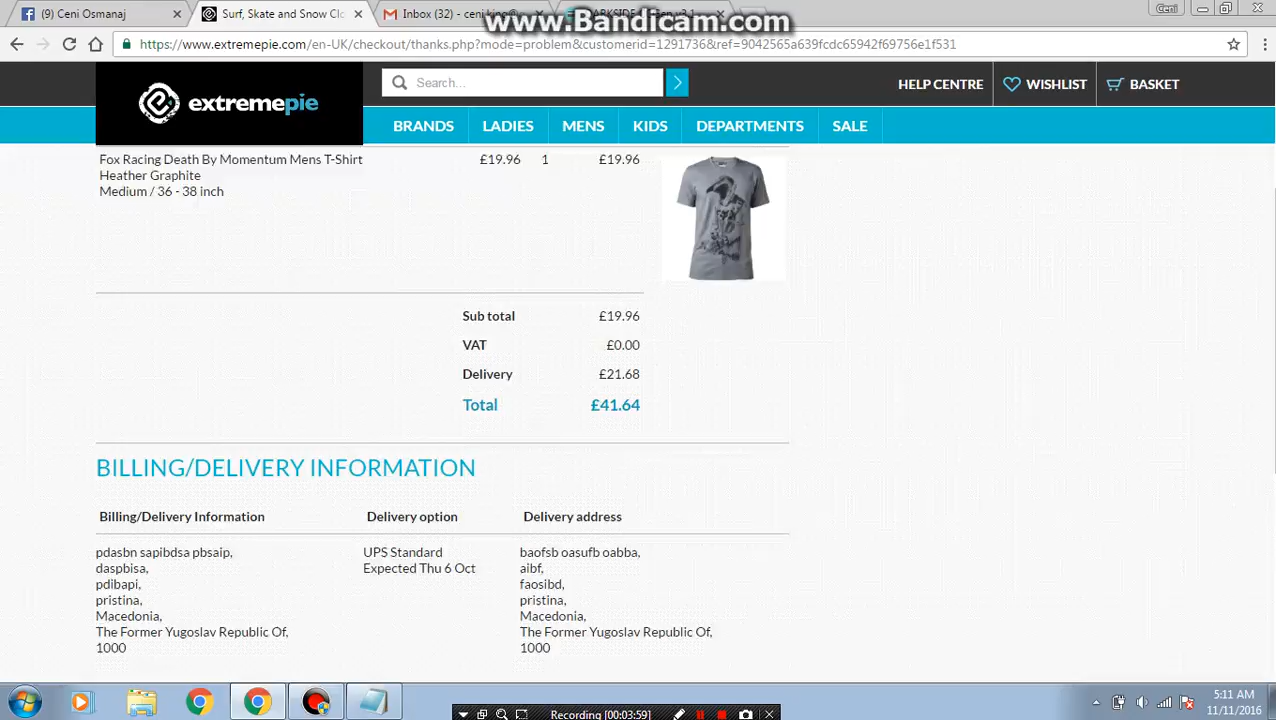 (9) Ceni Osmanaj
Surf, Skate and Snow Clo
Inbox (32) - ceni.king@
www.Bandicam.com
Ceril
https://www.extremepie.com/en-UK/checkout/thanks.php?mode=problem&customerid=1291736&ref=9042565a639fcdc65942f69756e1f531
extremepie
Search...
HELP CENTRE
WISHLIST
BASKET
BRANDS
LADIES
MENS
KIDS
DEPARTMENTS
SALE
Fox Racing Death By Momentum Mens T-Shirt £19.96 1 £19.96
Heather Graphite
Medium / 36 - 38 inch
Sub total £19.96
VAT £0.00
Delivery £21.68
Total £41.64
BILLING/DELIVERY INFORMATION
Billing/Delivery Information
Delivery option
Delivery address
pdasbn sapibdsa pbsaip,
daspbisa,
pdibapi,
pristina,
Macedonia,
The Former Yugoslav Republic Of,
1000
UPS Standard
Expected Thu 6 Oct
baofsb oasufb oabba,
aibf,
faosibd,
pristina,
Macedonia,
The Former Yugoslav Republic Of,
1000
Recording [00:03:59]
5:11 AM
11/11/2016